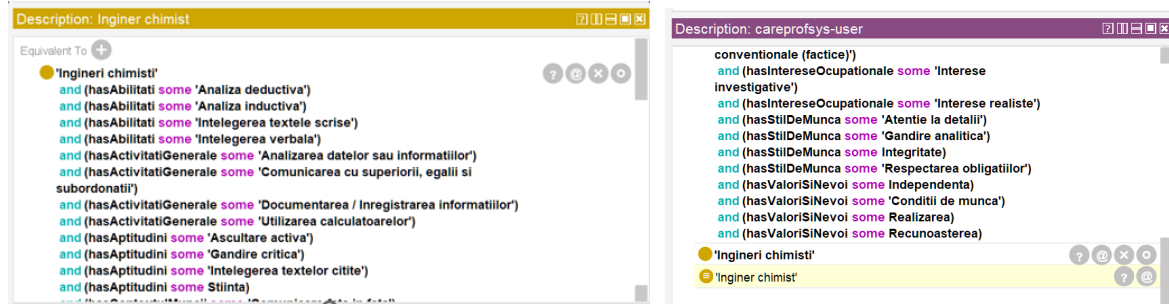 Description: Inginer chimist
Equivalent To
'Ingineri chimisti'
and (hasAbilitati some 'Analiza deductiva')
and (hasAbilitati some 'Analiza inductiva')
and (hasAbilitati some 'Intelegerea textele scrise')
and (hasAbilitati some 'Intelegerea verbala')
and (hasActivitatiGenerale some 'Analizarea datelor sau informatiilor')
and (hasActivitatiGenerale some 'Comunicarea cu superiorii, egalii si
subordonatii')
and (hasActivitatiGenerale some 'Documentarea / Inregistrarea informatiilor')
and (hasActivitatiGenerale some 'Utilizarea calculatoarelor')
and (hasAptitudini some 'Ascultare activa')
and (hasAptitudini some 'Gandire critica')
and (hasAptitudini some 'Intelegerea textelor citite')
and (hasAptitudini some Stiinta)
Description: careprofsys-user
conventionale (factice)')
and (hasIntereseOcupationale some 'Interese
investigative')
and (hasIntereseOcupationale some 'Interese realiste')
and (hasStilDeMunca some 'Atentie la detalii')
and (hasStilDeMunca some 'Gandire analitica')
and (hasStilDeMunca some Integritate)
and (hasStilDeMunca some 'Respectarea obligatiilor')
and (hasValoriSiNevoi some Independenta)
and (hasValoriSiNevoi some 'Conditii de munca')
and (hasValoriSiNevoi some Realizarea)
and (hasValoriSiNevoi some Recunoasterea)
'Ingineri chimisti'
'Inginer chimist'